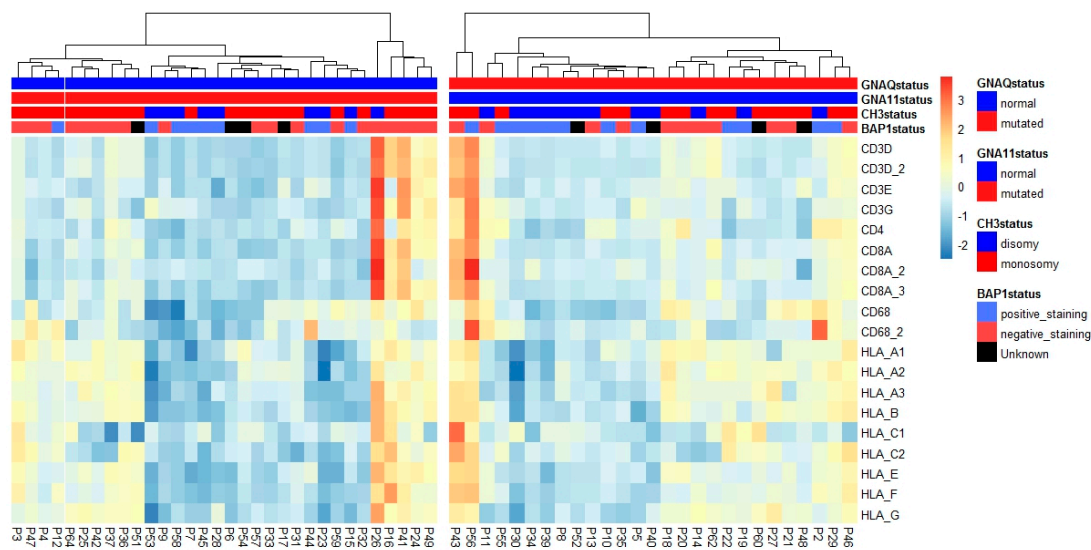 GNAQstatus
GNA11status
CH3status
BAP1status
CD3D
CD3D_2
CD3E
CD3G
CD4
CD8A
CD8A_2
CD8A_3
CD68
CD68_2
HLA_A1
HLA_A2
HLA_A3
HLA_B
HLA_C1
HLA_C2
HLA_E
HLA_F
HLA_G
P3 P47 P4 P12 P64 P25 P42 P37 P36 P51 P53 P9 P58 P7 P45 P28 P6 P54 P57 P33 P17 P31 P44 P23 P59 P15 P32 P26 P16 P41 P24 P49
P43 P56 P11 P55 P30 P34 P39 P8 P52 P13 P10 P35 P5 P40 P18 P20 P14 P62 P22 P19 P60 P27 P21 P48 P2 P29 P46
3
2
1
0
-1
-2
GNAQstatus
normal
mutated
GNA11status
normal
mutated
CH3status
disomy
monosomy
BAP1status
positive_staining
negative_staining
Unknown